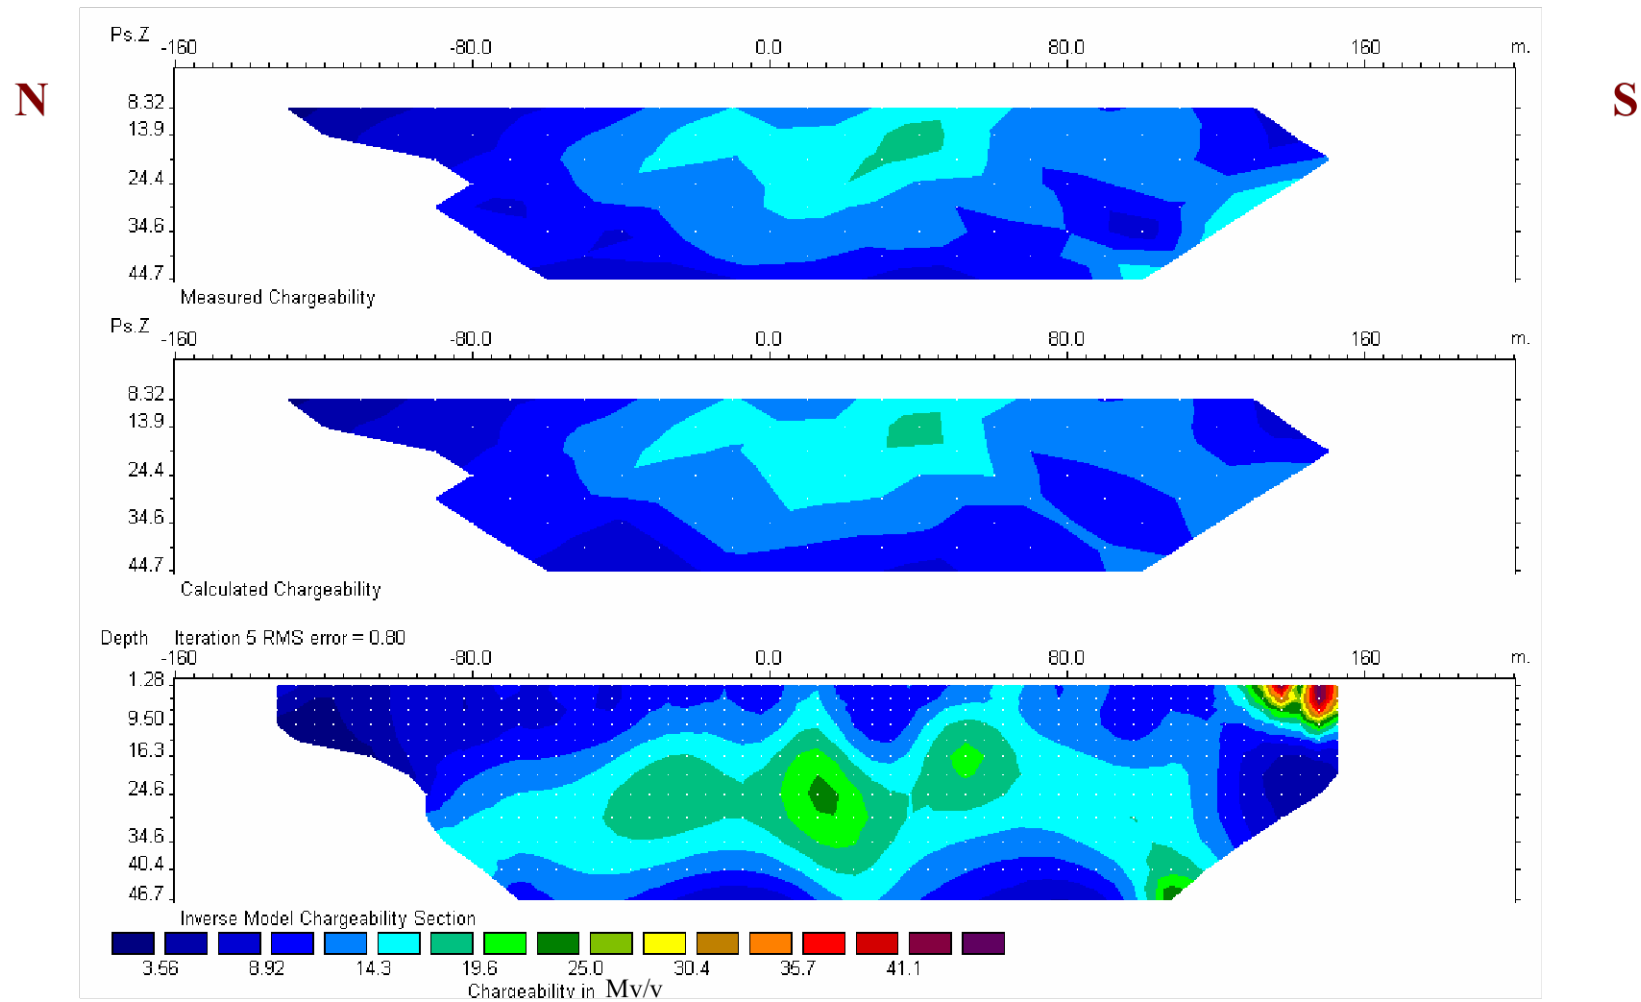 Ps.Z -160 -80.0 0.0 80.0 160 m.
N S
8.32
13.9
24.4
34.6
44.7
Measured Chargeability
Ps.Z -160 -80.0 0.0 80.0 160 m.
8.32
13.9
24.4
34.6
44.7
Calculated Chargeability
Depth Iteration 5 RMS error = 0.80
-160 -80.0 0.0 80.0 160 m.
1.28
9.50
16.3
24.6
34.6
40.4
46.7
Inverse Model Chargeability Section
3.56 8.92 14.3 19.6 25.0 30.4 35.7 41.1
Chargeability in Mv/v